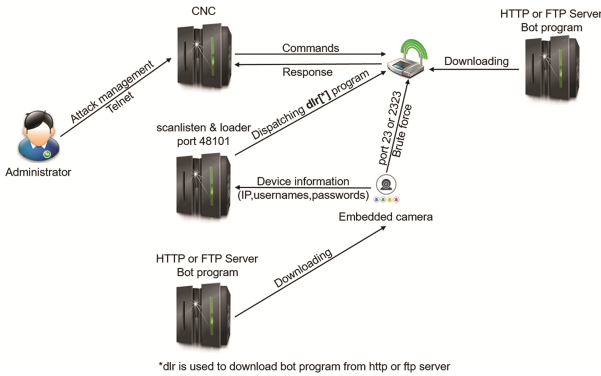 CNC
HTTP or FTP Server
Bot program
Commands
Response
Downloading
Attack management
Telnet
Administrator
scanlisten & loader
port 48101
Dispatching dlr[*] program
port 23 or 2323
Brute force
Device information
(IP,usernames,passwords)
Embedded camera
HTTP or FTP Server
Bot program
Downloading
*dlr is used to download bot program from http or ftp server